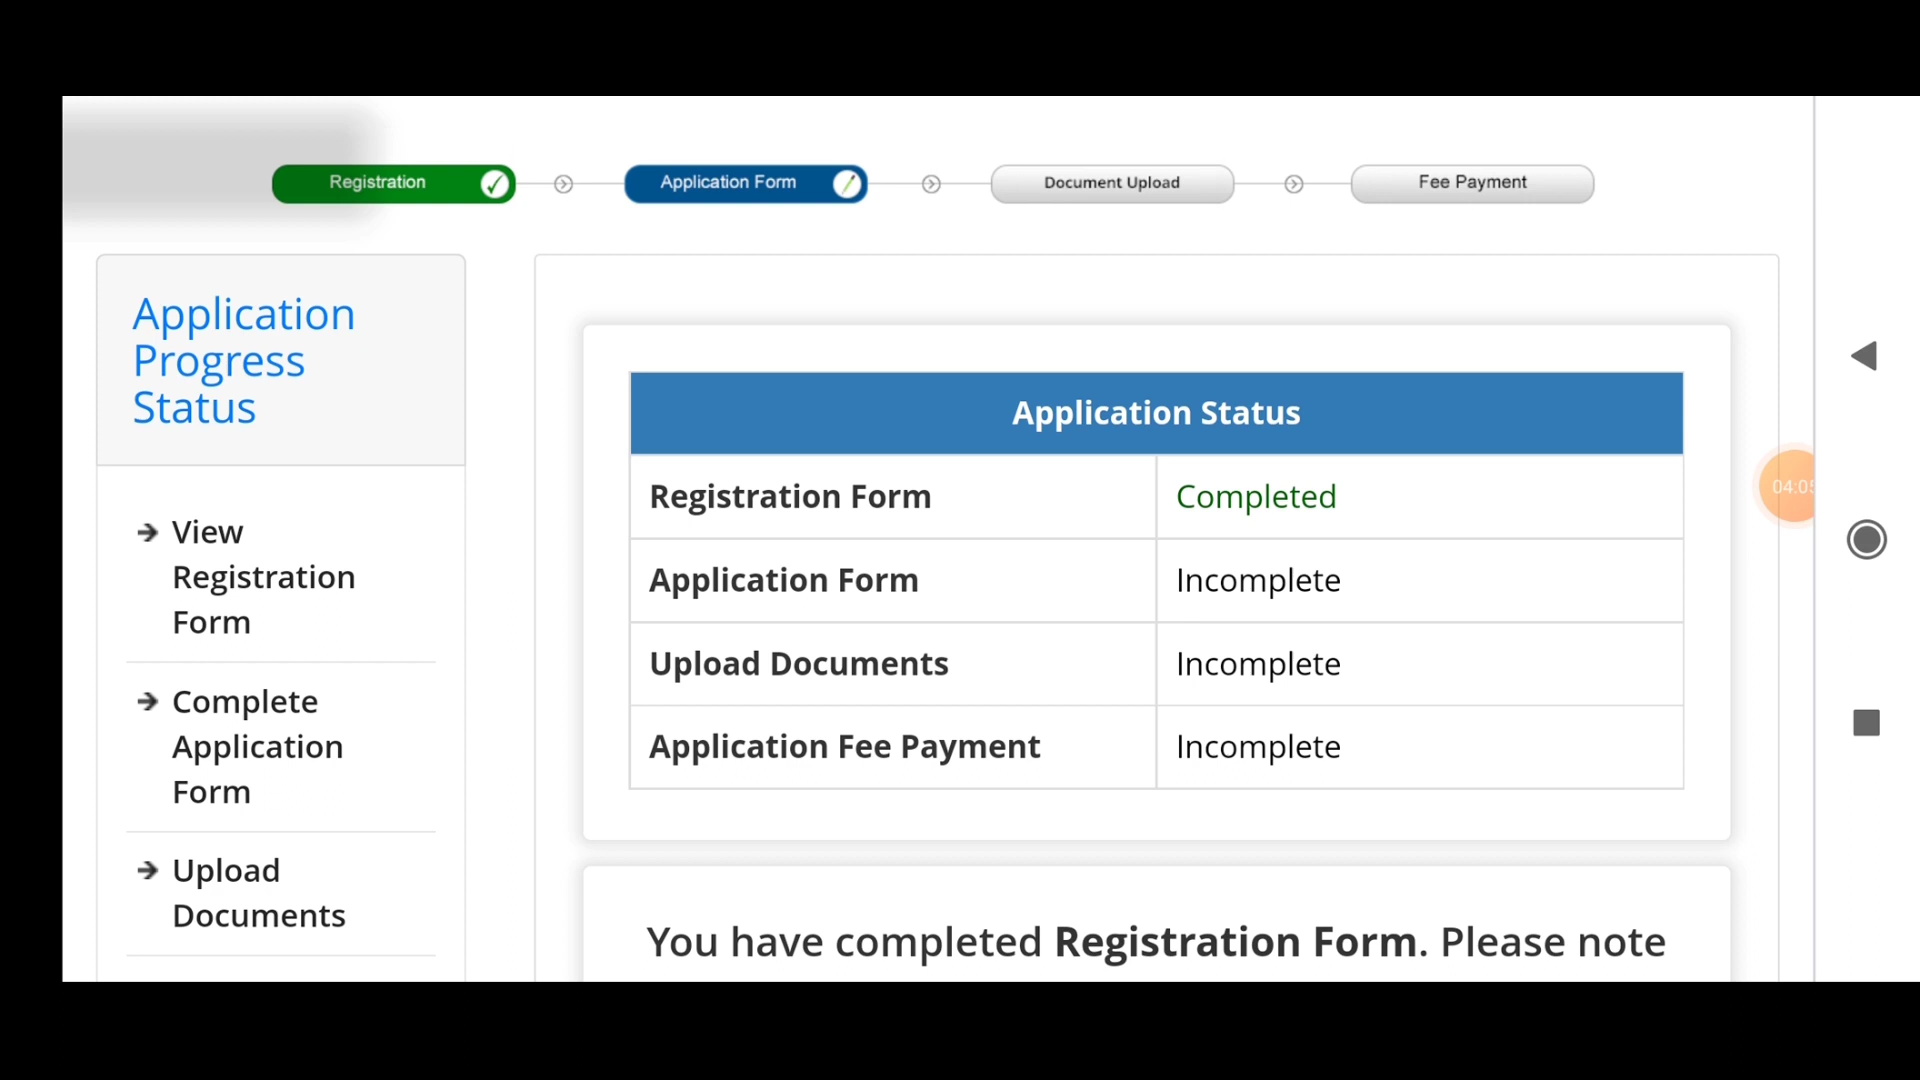 Registration
Application Form
Document Upload
Fee Payment
Application
Progress
Status
View
Registration
Form
Complete
Application
Form
Upload
Documents
Application Status
Registration Form Completed
Application Form Incomplete
Upload Documents Incomplete
Application Fee Payment Incomplete
You have completed Registration Form. Please note
04:05